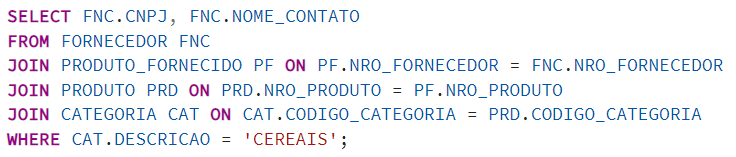 SELECT FNC.CNPJ, FNC.NOME_CONTATO
FROM FORNECEDOR FNC
JOIN PRODUTO_FORNECIDO PF ON PF.NRO_FORNECEDOR = FNC.NRO_FORNECEDOR
JOIN PRODUTO PRD ON PRD.NRO_PRODUTO = PF.NRO_PRODUTO
JOIN CATEGORIA CAT ON CAT.CODIGO_CATEGORIA = PRD.CODIGO_CATEGORIA
WHERE CAT.DESCRICAO = 'CEREAIS';